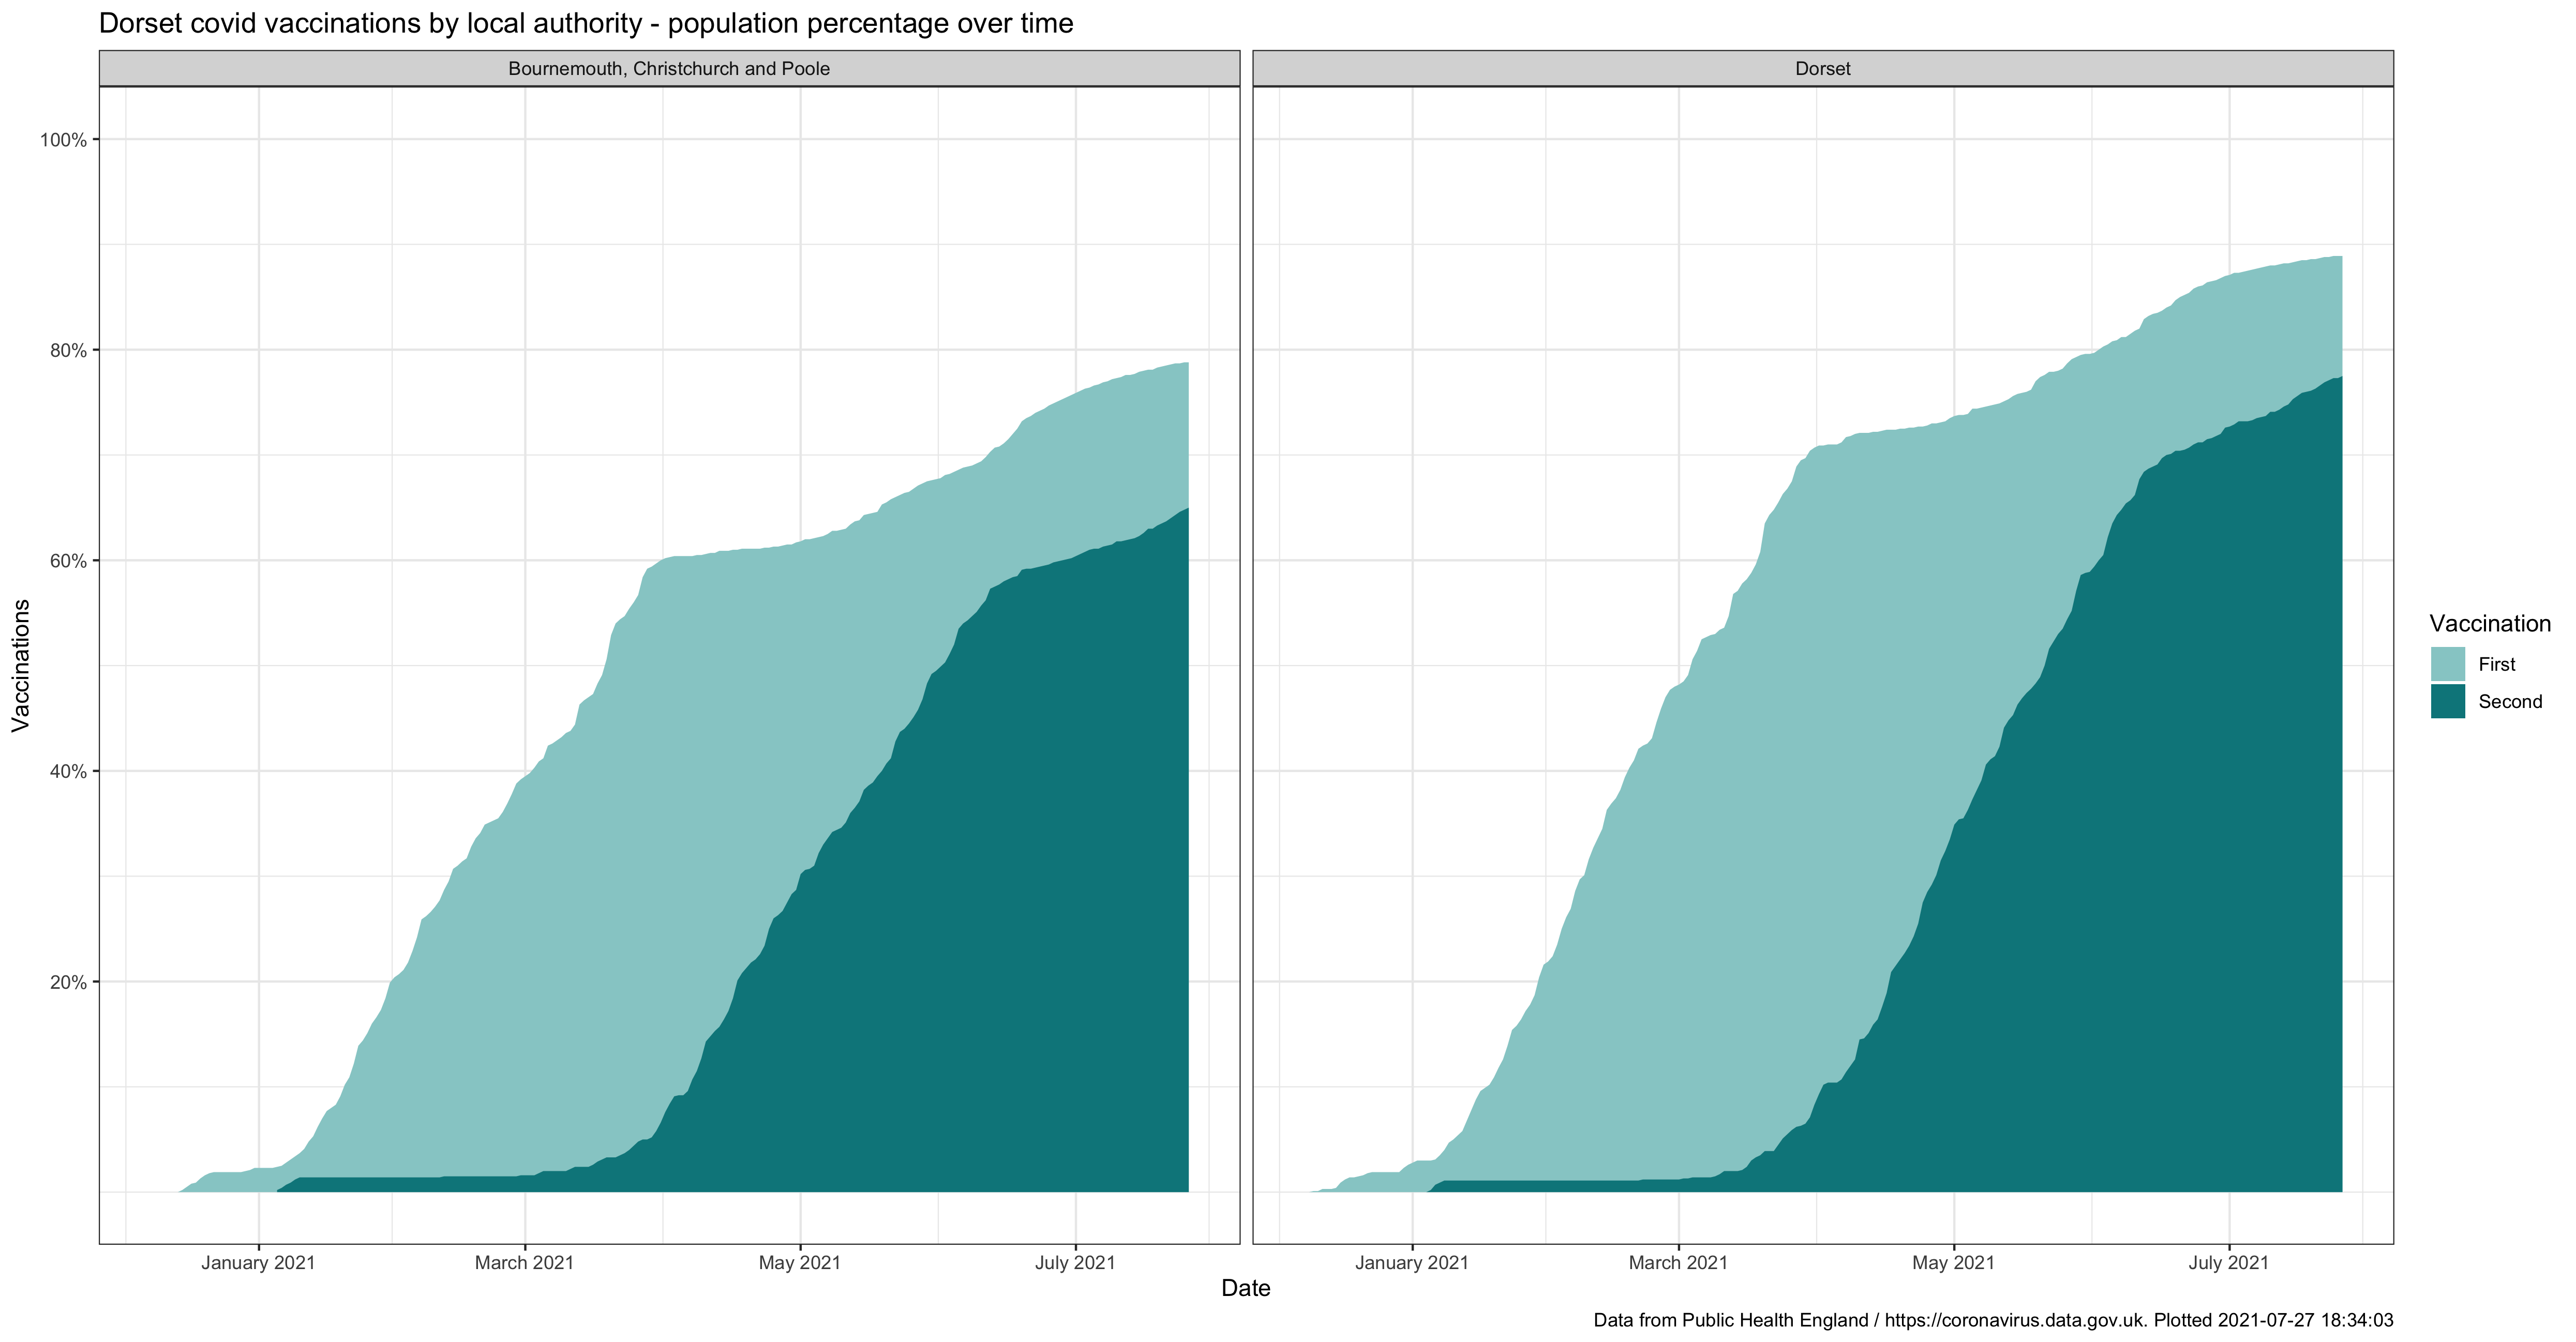 Dorset covid vaccinations by local authority - population percentage over time
Bournemouth, Christchurch and Poole
Dorset
100%
80%
60%
40%
20%
Vaccinations
January 2021
March 2021
May 2021
July 2021
January 2021
March 2021
May 2021
July 2021
Date
Vaccination
First
Second
Data from Public Health England / https://coronavirus.data.gov.uk. Plotted 2021-07-27 18:34:03